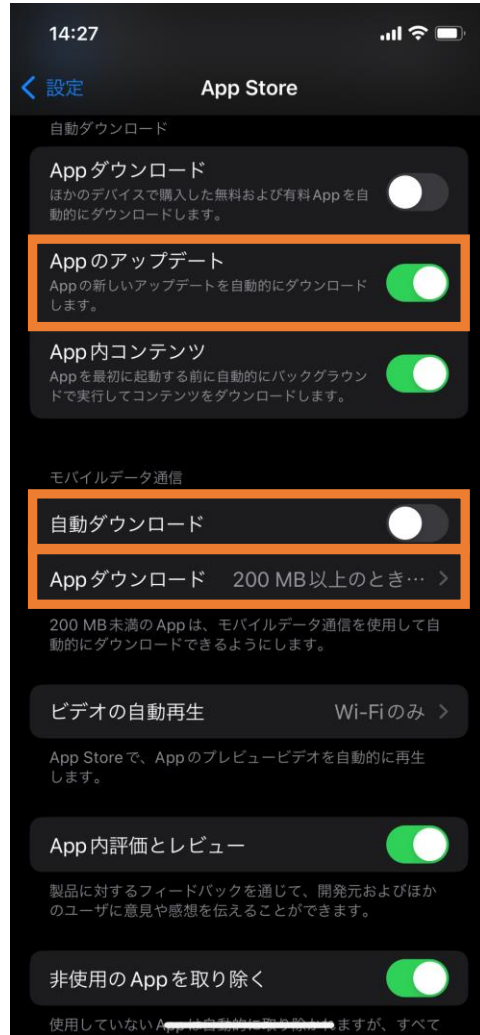 14:27
設定
App Store
自動ダウンロード
Appダウンロード
ほかのデバイスで購入した無料および有料Appを自
動的にダウンロードします。
Appのアップデート
Appの新しいアップデートを自動的にダウンロード
します。
App内コンテンツ
Appを最初に起動する前に自動的にバックグラウン
ドで実行してコンテンツをダウンロードします。
モバイルデータ通信
自動ダウンロード
Appダウンロード 200 MB以上のとき…
200 MB未満のAppは、モバイルデータ通信を使用して自
動的にダウンロードできるようにします。
ビデオの自動再生 Wi-Fiのみ
App Storeで、Appのプレビュービデオを自動的に再生
します。
App内評価とレビュー
製品に対するフィードバックを通じて、開発元およびほか
のユーザに意見や感想を伝えることができます。
非使用のAppを取り除く
使用していないAppは自動的に取り除かれますが、すべて